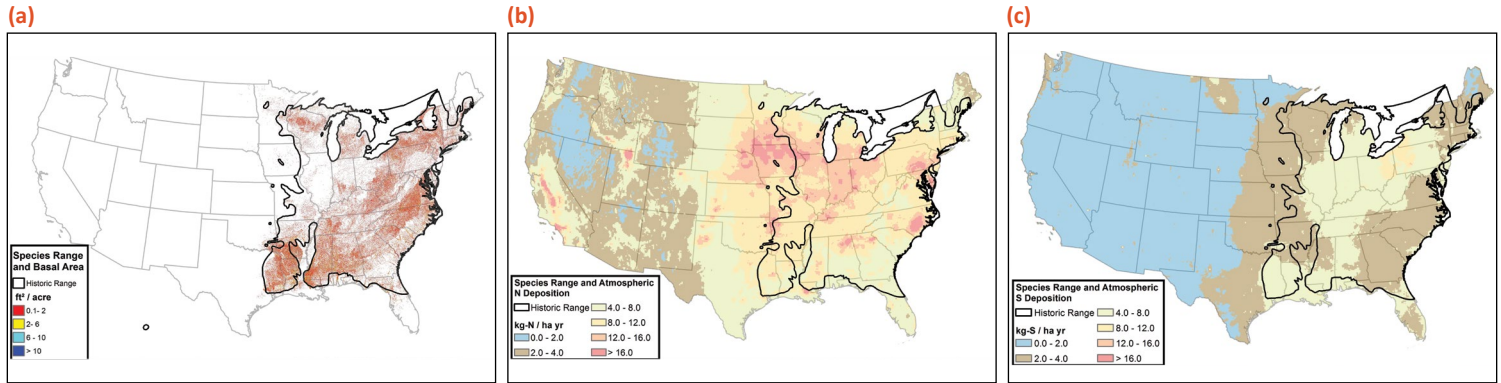 (a)
(b)
(c)
Species Range
and Basal Area
Historic Range
ft² / acre
0.1- 2
2- 6
6 - 10
> 10
Species Range and Atmospheric
N Deposition
Historic Range
kg-N / ha yr
0.0 - 2.0
2.0 - 4.0
4.0 - 8.0
8.0 - 12.0
12.0 - 16.0
> 16.0
Species Range and Atmospheric
S Deposition
Historic Range
kg-S / ha yr
0.0 - 2.0
2.0 - 4.0
4.0 - 8.0
8.0 - 12.0
12.0 - 16.0
> 16.0